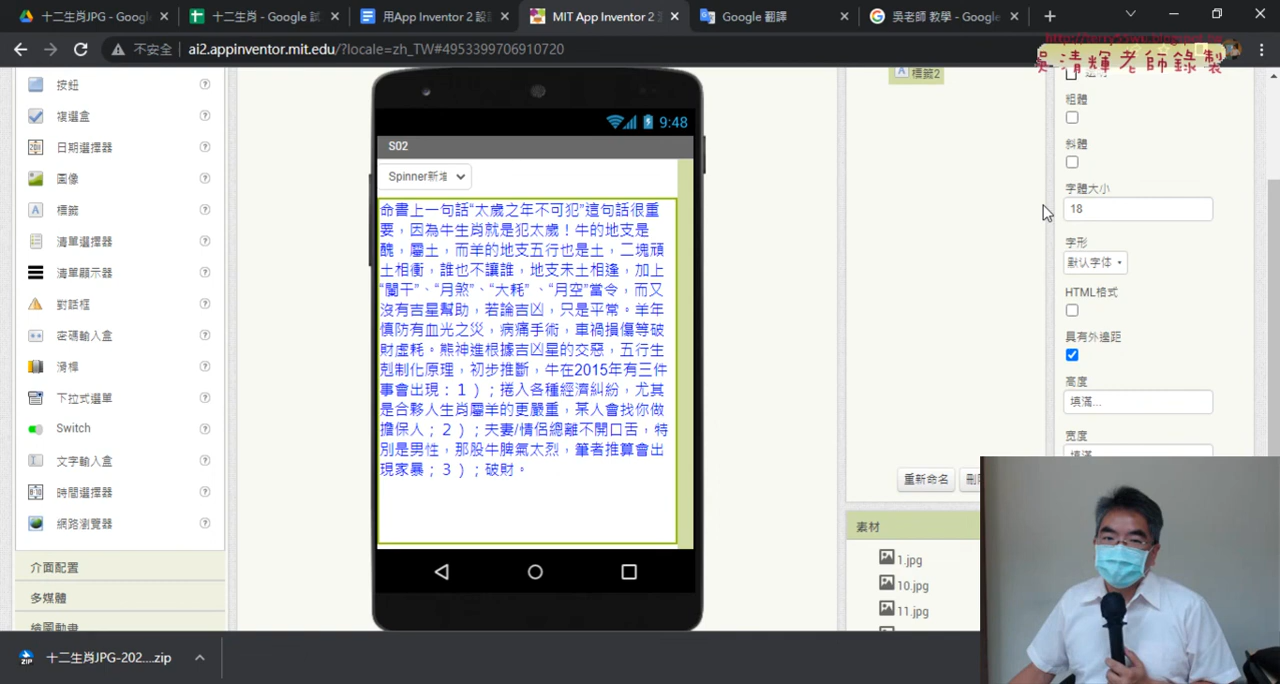 十二生肖JPG - Googl
十二生肖 - Google 試
用App Inventor 2 設
MIT App Inventor 2
Google 翻譯
吳老師 教學 - Google
不安全
ai2.appinventor.mit.edu/?locale=zh_TW#4953399706910720
吳清輝老師錄製
按鈕
複選盒
日期選擇器
圖像
標籤
清單選擇器
清單顯示器
對話框
密碼輸入盒
滑桿
下拉式選單
Switch
文字輸入盒
時間選擇器
網路瀏覽器
介面配置
多媒體
繪圖動畫
9:48
S02
Spinner新增
命書上一句話“太歲之年不可犯”這句話很重
要，因為牛生肖就是犯太歲！牛的地支是
醜，屬土，而羊的地支五行也是土，二塊頑
土相衝，誰也不讓誰，地支未土相逢，加上
“闌干”、“月煞”、“大耗” 、“月空”當令，而又
沒有吉星幫助，若論吉凶，只是平常。羊年
慎防有血光之災，病痛手術，車禍損傷等破
財虛耗。熊神進根據吉凶星的交惡，五行生
剋制化原理，初步推斷，牛在2015年有三件
事會出現：１）；捲入各種經濟糾紛，尤其
是合夥人生肖屬羊的更嚴重，某人會找你做
擔保人；２）；夫妻/情侶總離不開口舌，特
別是男性，那股牛脾氣太烈，筆者推算會出
現家暴；３）；破財。
標籤2
重新命名
素材
1.jpg
10.jpg
11.jpg
粗體
斜體
字體大小
18
字形
默认字体
HTML格式
具有外邊距
高度
填滿...
宽度
填滿...
十二生肖JPG-202....zip